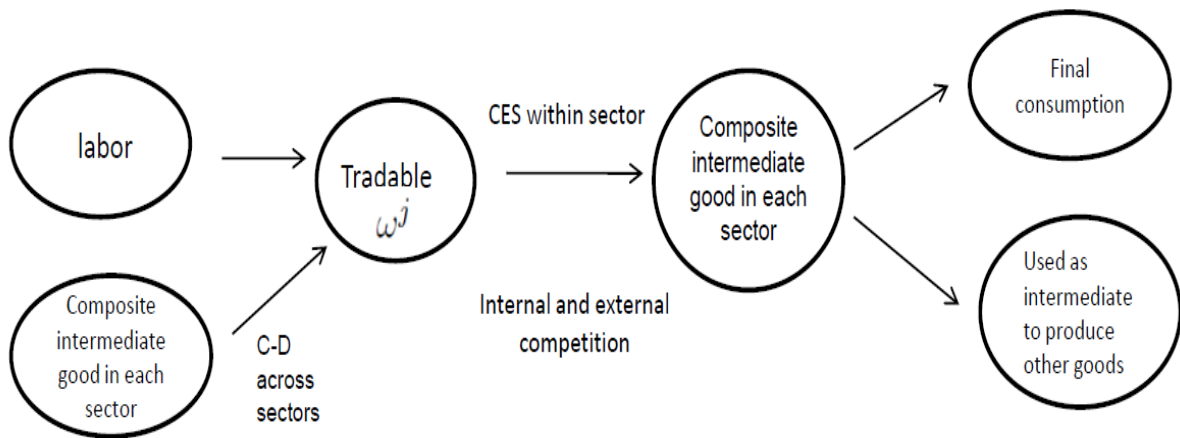 labor
Composite
intermediate
good in each
sector
C-D
across
sectors
Tradable
ω^j
CES within sector
Internal and external
competition
Composite
intermediate
good in each
sector
Final
consumption
Used as
intermediate
to produce
other goods